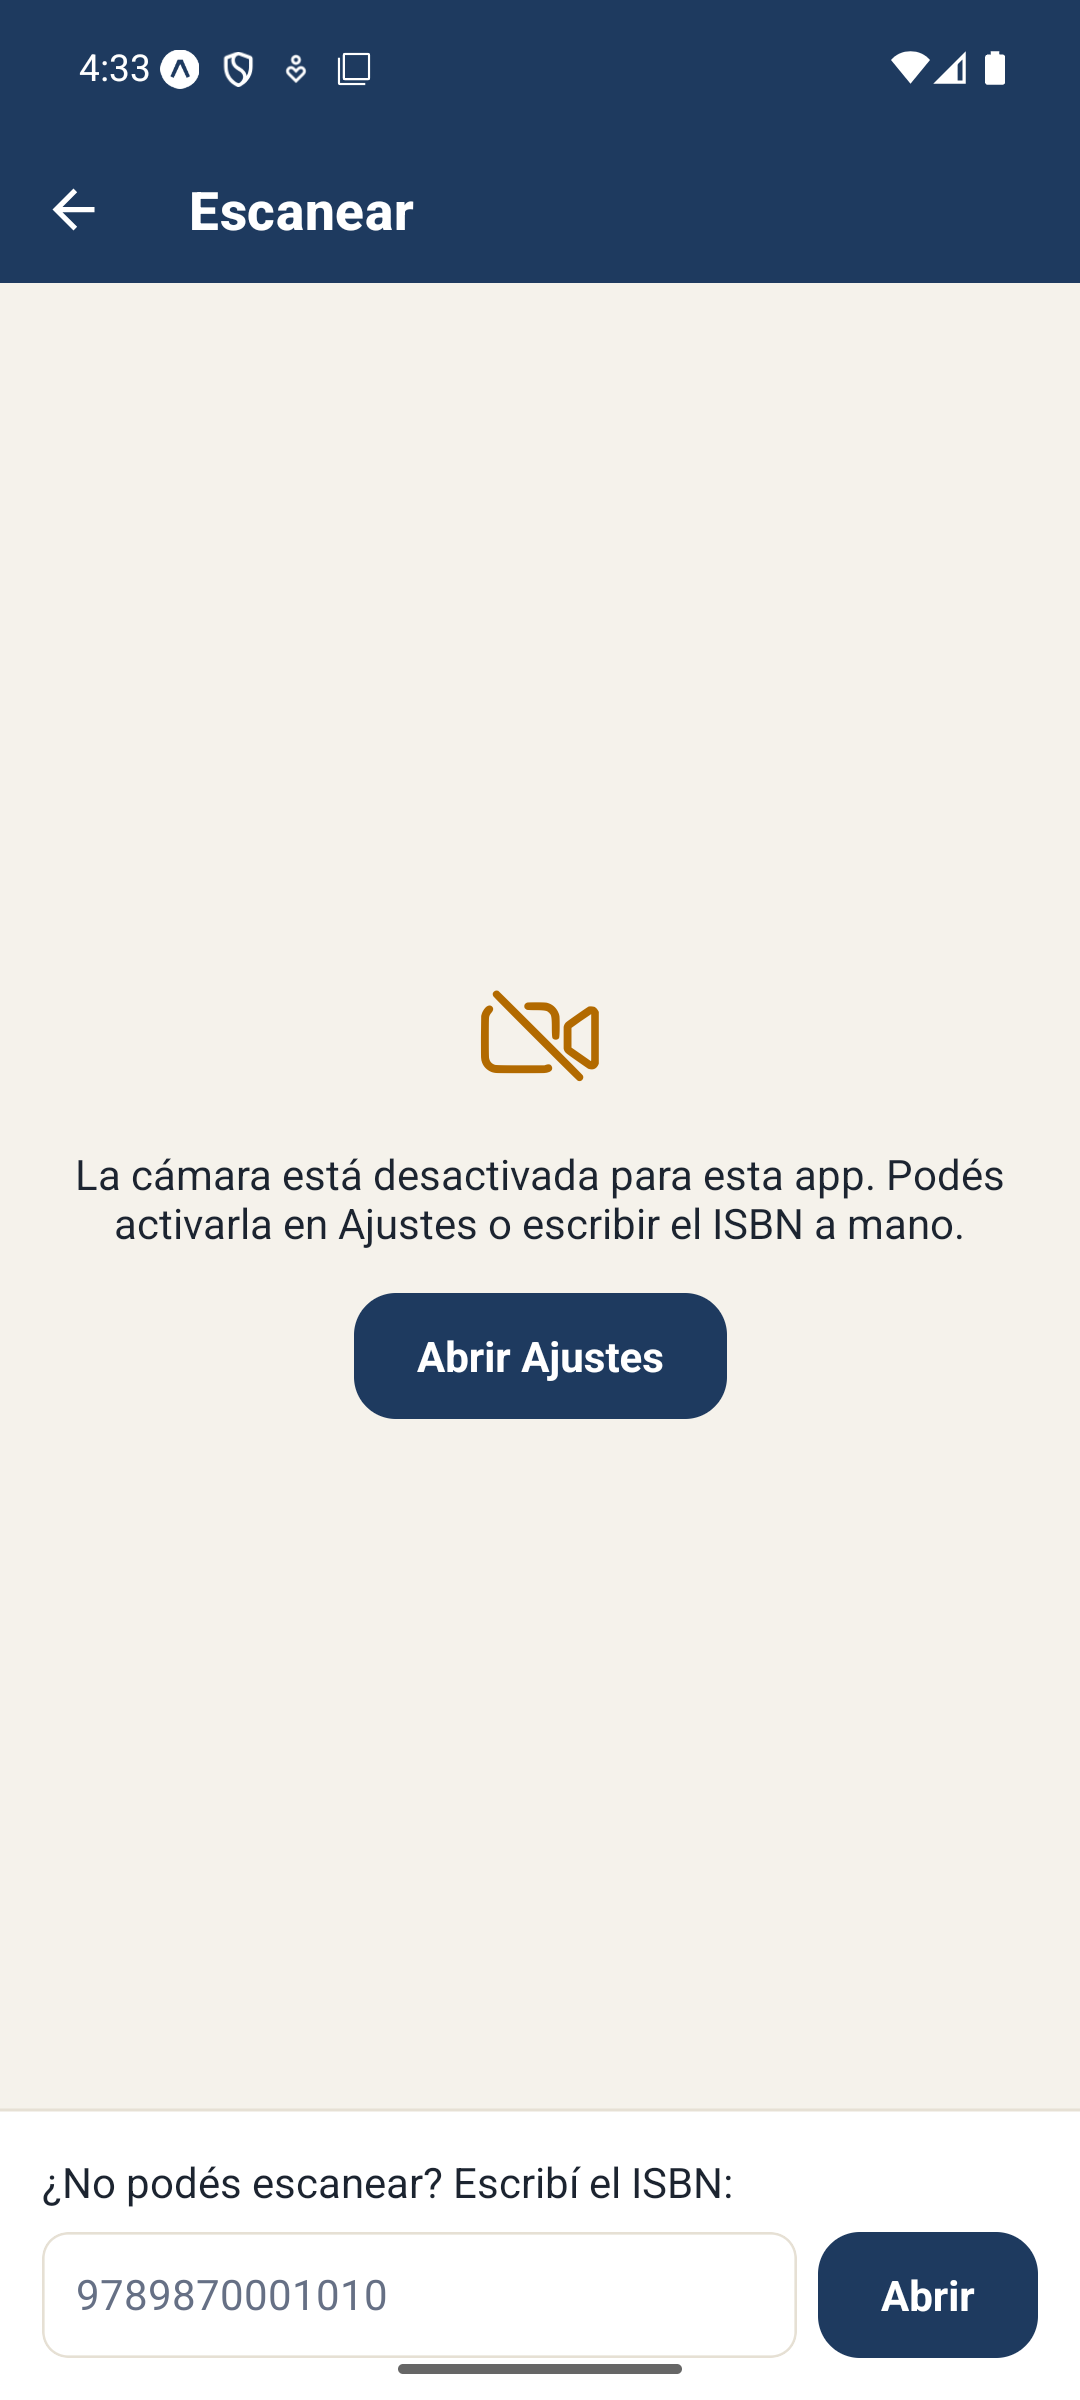 4:33
Escanear
La cámara está desactivada para esta app. Podés
activarla en Ajustes o escribir el ISBN a mano.
Abrir Ajustes
¿No podés escanear? Escribí el ISBN:
9789870001010
Abrir